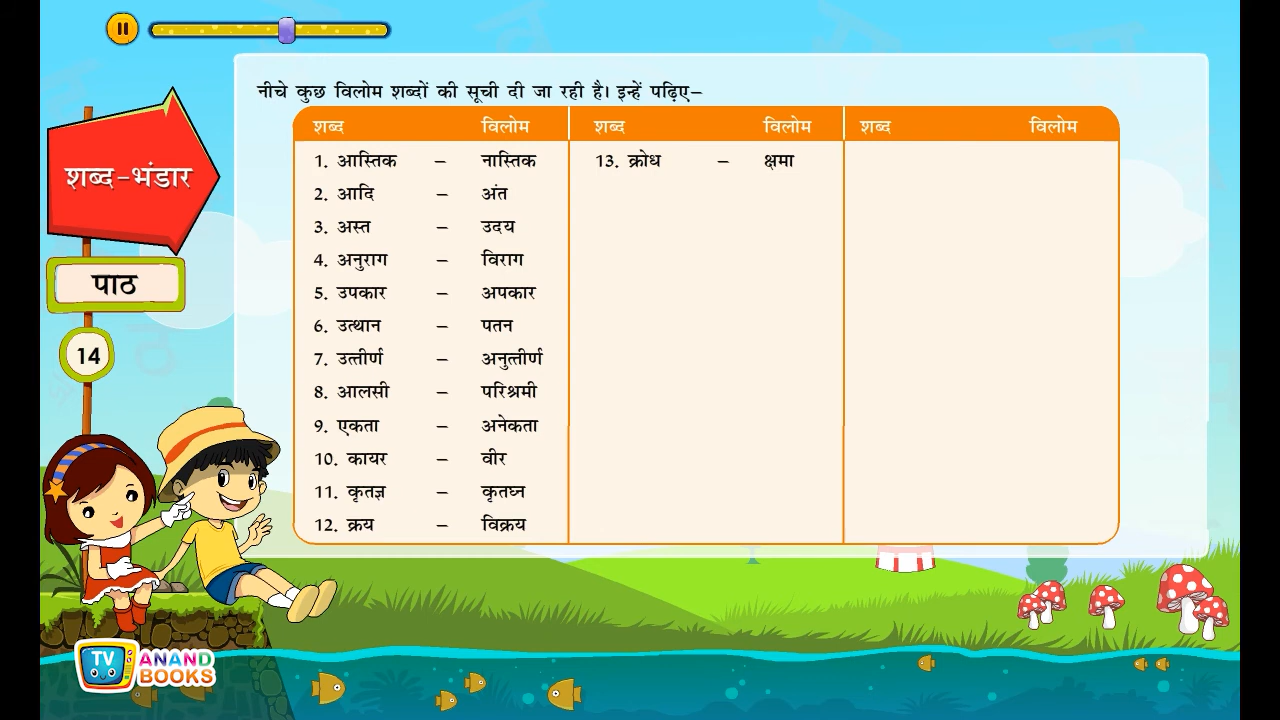 नीचे कुछ विलोम शब्दों की सूची दी जा रही है। इन्हें पढ़िए–
शब्द विलोम शब्द विलोम शब्द विलोम
1. आस्तिक – नास्तिक 13. क्रोध – क्षमा
2. आदि – अंत
3. अस्त – उदय
4. अनुराग – विराग
5. उपकार – अपकार
6. उत्थान – पतन
7. उत्तीर्ण – अनुत्तीर्ण
8. आलसी – परिश्रमी
9. एकता – अनेकता
10. कायर – वीर
11. कृतज्ञ – कृतघ्न
12. क्रय – विक्रय
शब्द-भंडार
पाठ
14
TV ANAND
BOOKS